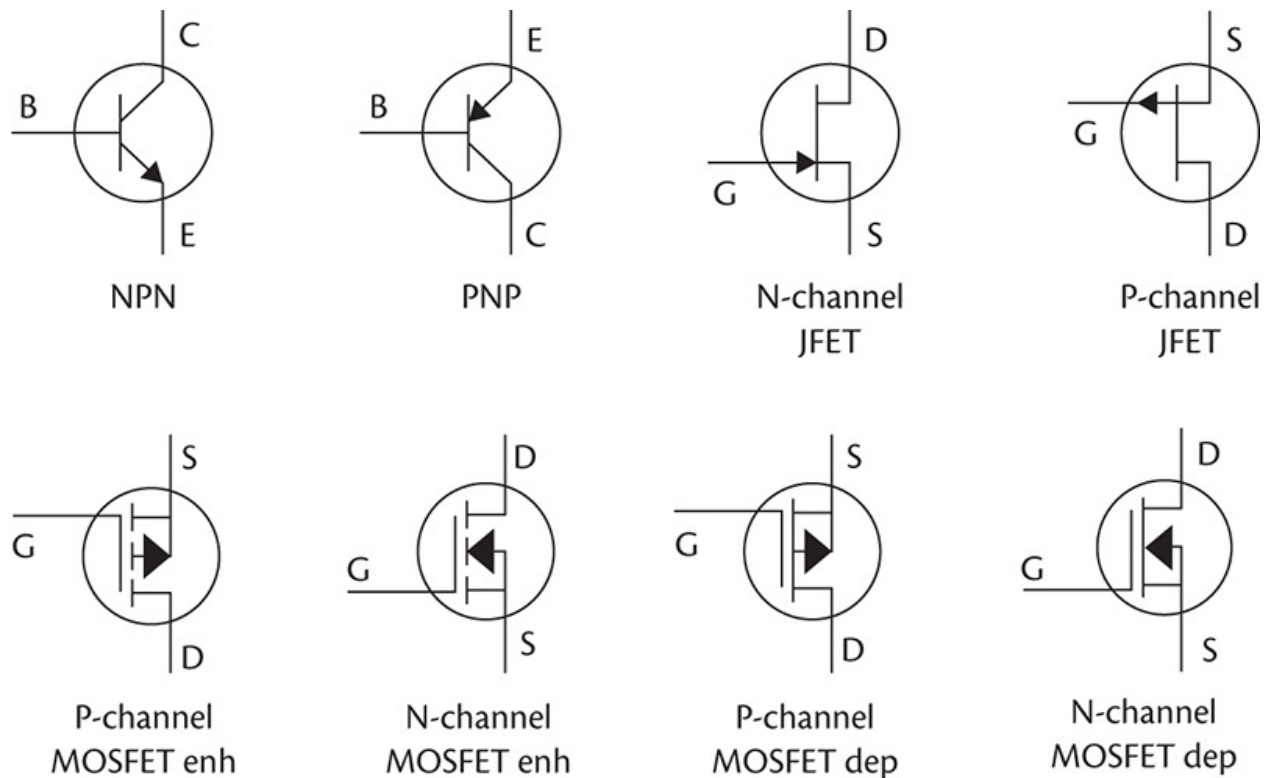 C
B
E
NPN
E
B
C
PNP
D
G
S
N-channel
JFET
S
G
D
P-channel
JFET
S
G
D
P-channel
MOSFET enh
D
G
S
N-channel
MOSFET enh
S
G
D
P-channel
MOSFET dep
D
G
S
N-channel
MOSFET dep